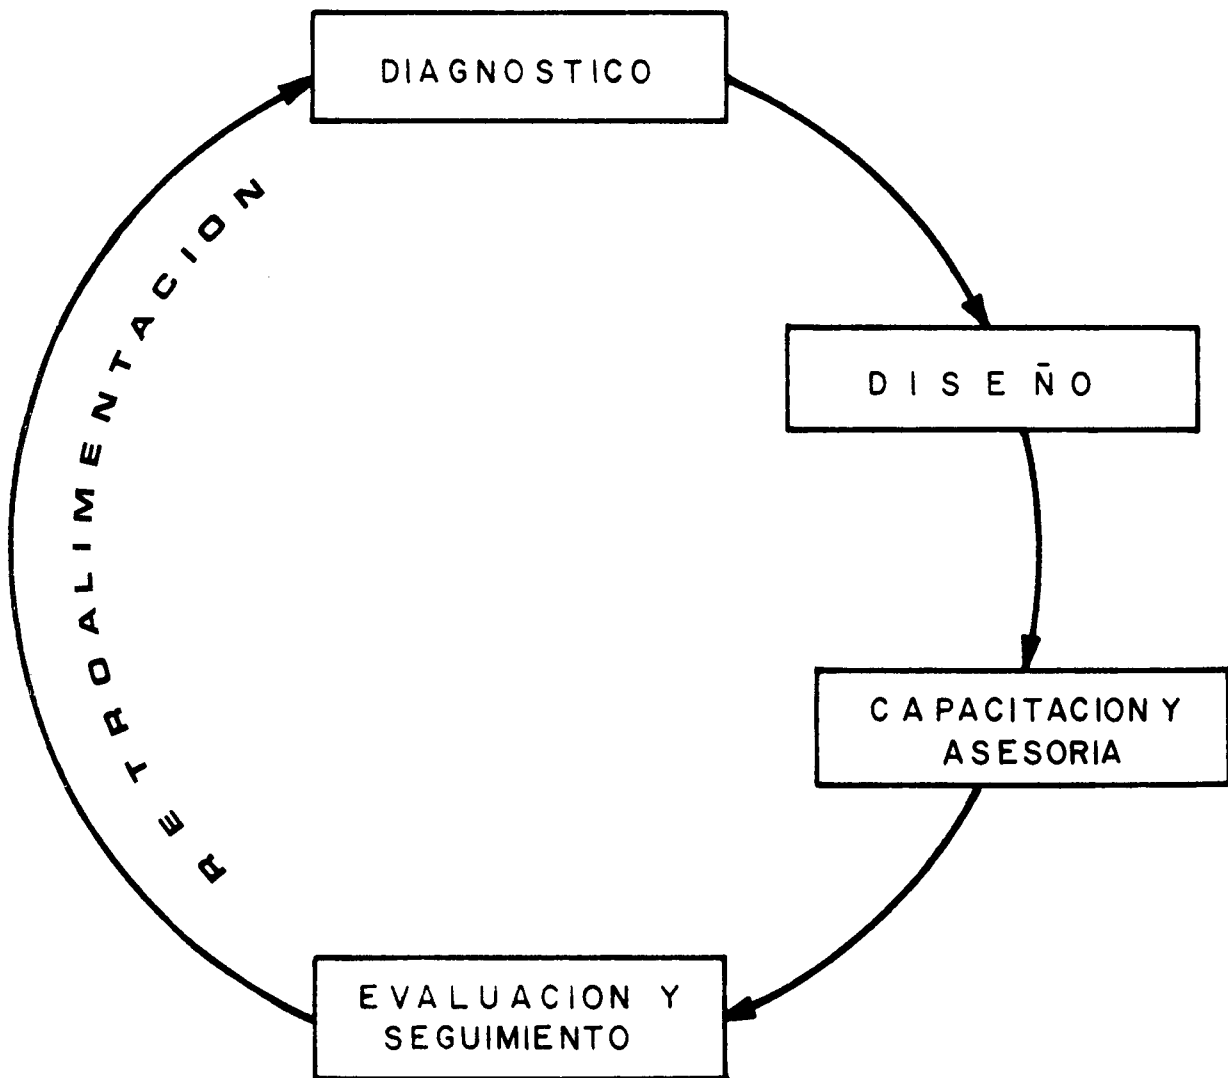 DIAGNOSTICO
DISEÑO
CAPACITACION Y
ASESORIA
EVALUACION Y
SEGUIMIENTO
RETROALIMENTACION